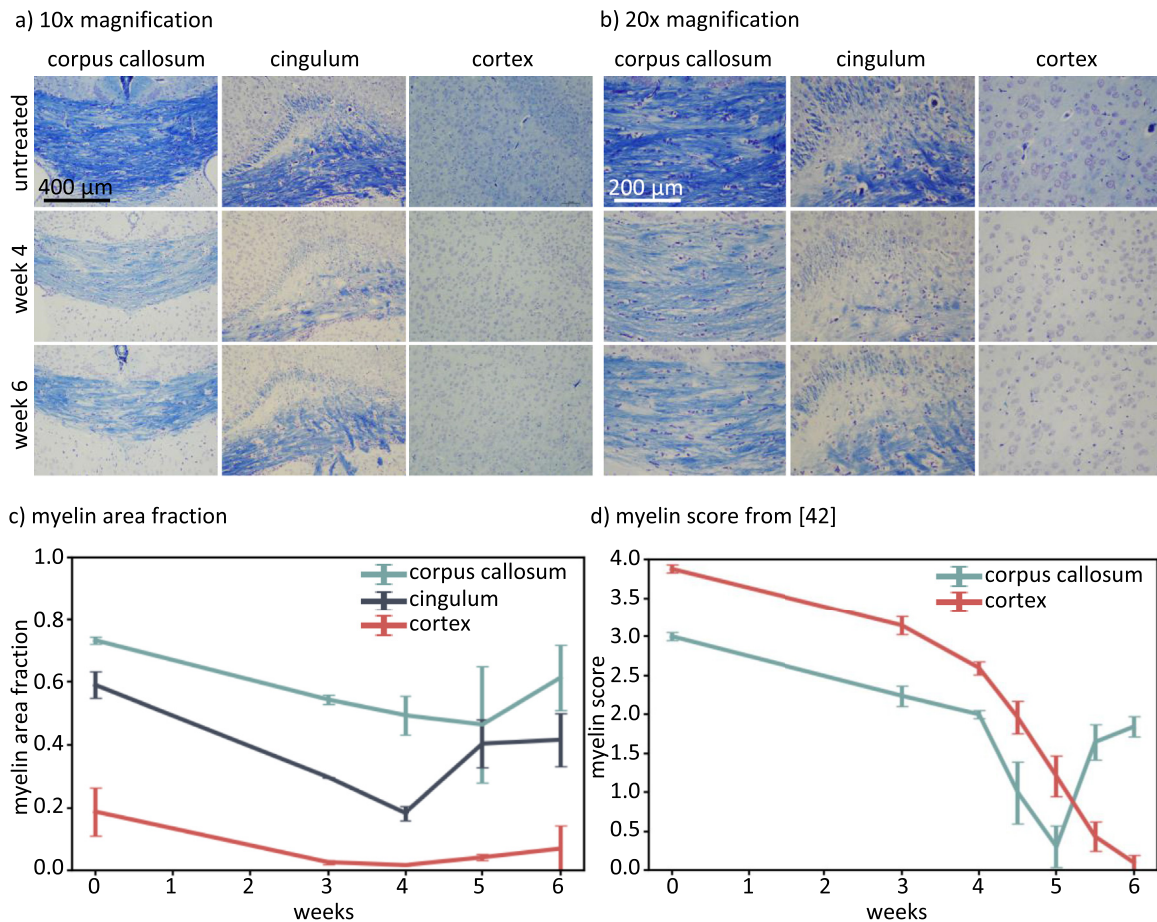 a) 10x magnification
b) 20x magnification
corpus callosum
cingulum
cortex
corpus callosum
cingulum
cortex
untreated
400 µm
200 µm
week 4
week 6
c) myelin area fraction
d) myelin score from [42]
1.0
0.8
0.6
0.4
0.2
0.0
myelin area fraction
corpus callosum
cingulum
cortex
0 1 2 3 4 5 6
weeks
4.0
3.5
3.0
2.5
2.0
1.5
1.0
0.5
0.0
myelin score
corpus callosum
cortex
0 1 2 3 4 5 6
weeks